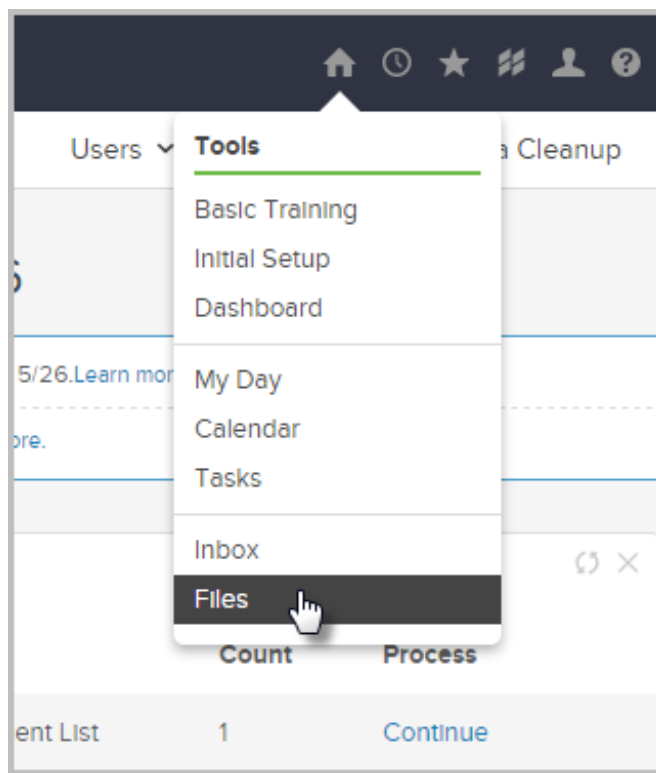 Users
Tools
a Cleanup
Basic Training
Initial Setup
Dashboard
5/26.Learn mor
My Day
Calendar
ore.
Tasks
Inbox
Files
Count Process
ent List 1 Continue